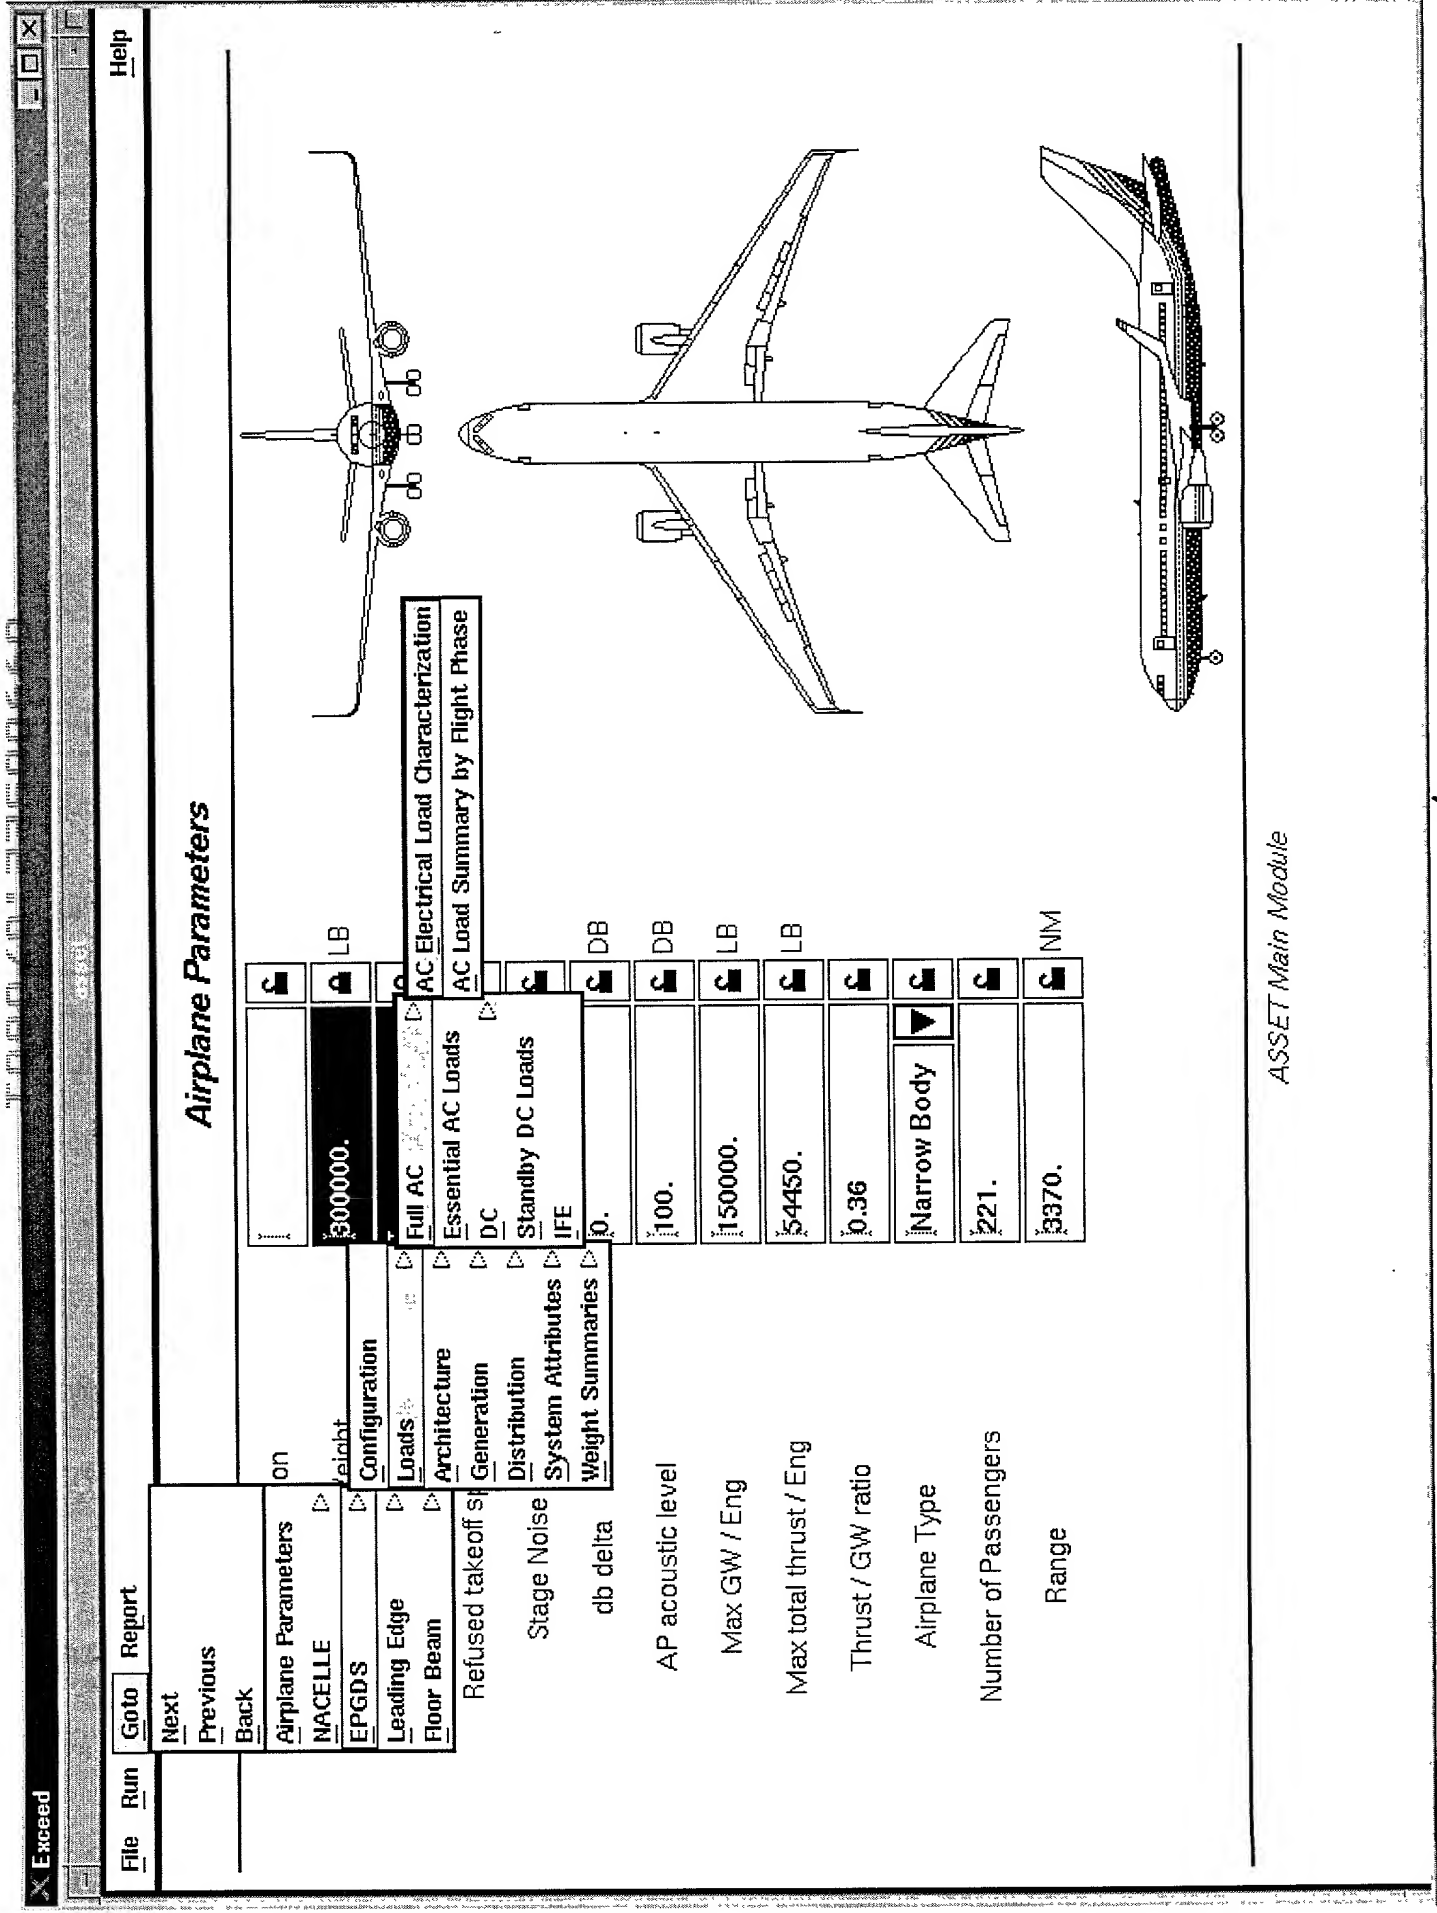 Exceed
File Run Goto Report Help
Airplane Parameters
Next
Previous
Back
Airplane Parameters
NACELLE
EPGDS
Leading Edge
Floor Beam
Configuration
Loads
Architecture
Generation
Distribution
System Attributes
Weight Summaries
Full AC
Essential AC Loads
DC
Standby DC Loads
IFE
AC Electrical Load Characterization
AC Load Summary by Flight Phase
on
eight 300000. LB
Refused takeoff s
Stage Noise
db delta 0. DB
AP acoustic level 100. DB
Max GW / Eng 150000. LB
Max total thrust / Eng 54450. LB
Thrust / GW ratio 0.36
Airplane Type Narrow Body
Number of Passengers 221.
Range 3370. NM
ASSET Main Module